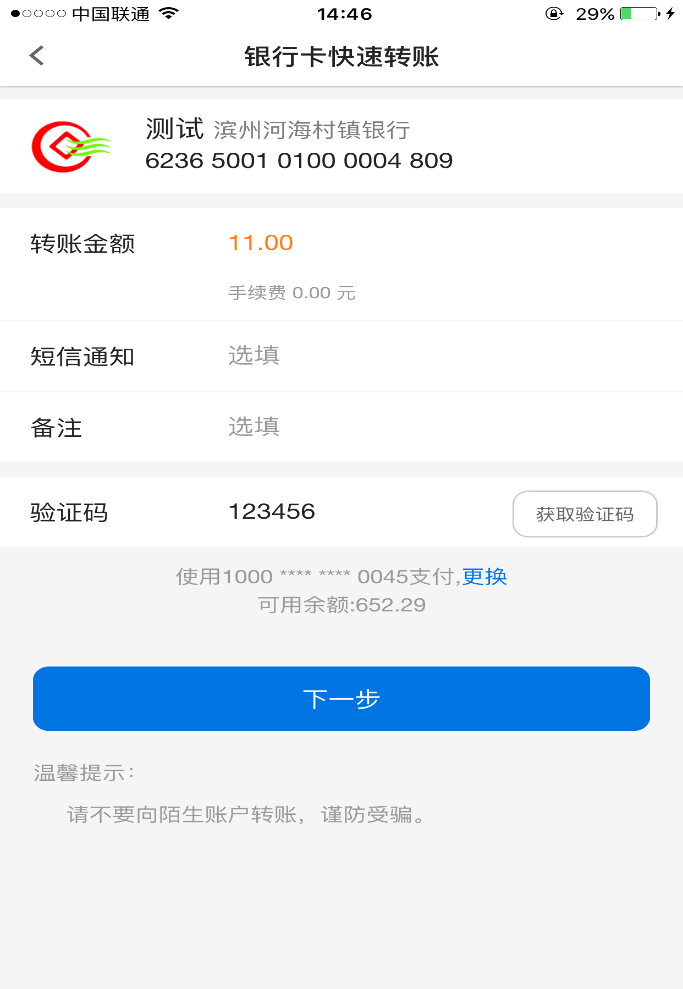 中国联通 14:46 29%
银行卡快速转账
测试 滨州河海村镇银行
6236 5001 0100 0004 809
转账金额 11.00
手续费 0.00 元
短信通知 选填
备注 选填
验证码 123456 获取验证码
使用1000 **** **** 0045支付,更换
可用余额:652.29
下一步
温馨提示：
请不要向陌生账户转账，谨防受骗。